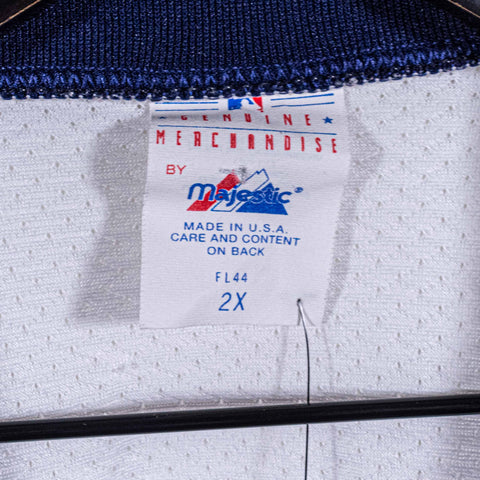 GENUINE
MERCHANDISE
BY
Majestic®
MADE IN U.S.A.
CARE AND CONTENT
ON BACK
FL44
2X